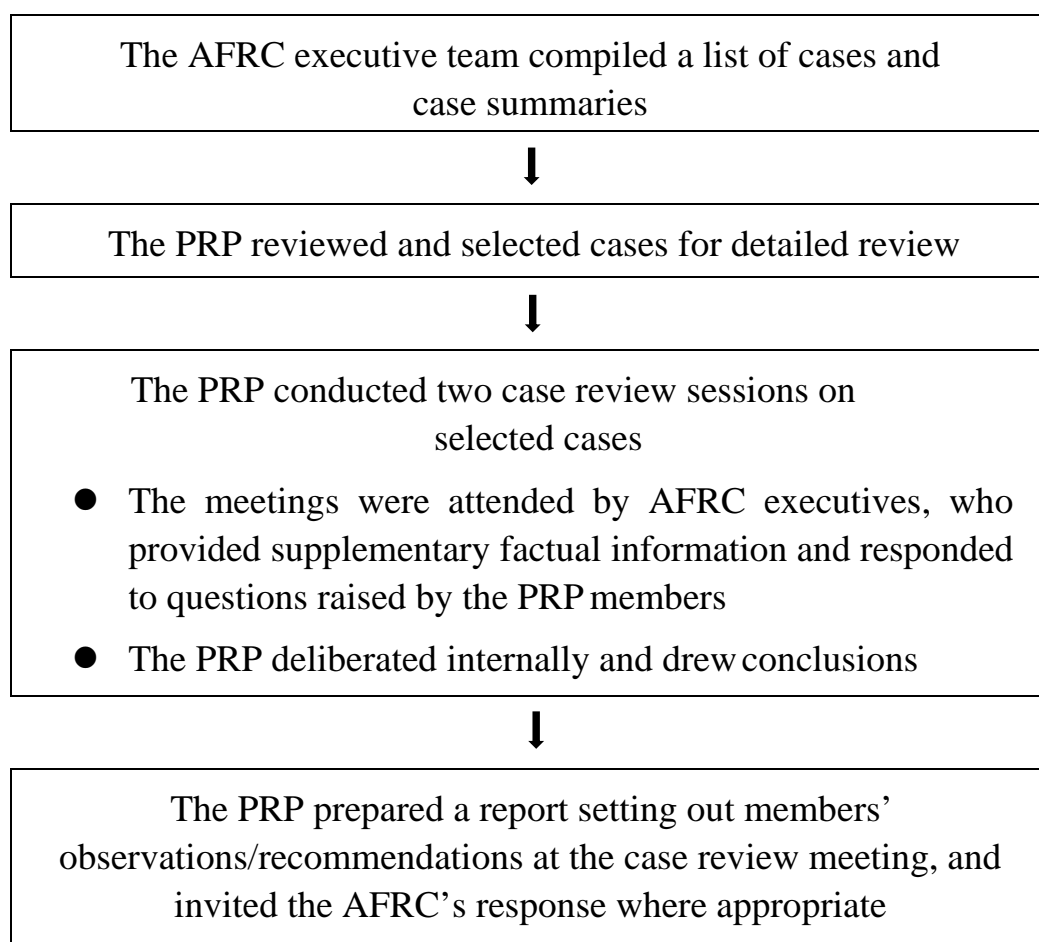 The AFRC executive team compiled a list of cases and
case summaries
The PRP reviewed and selected cases for detailed review
The PRP conducted two case review sessions on
selected cases
● The meetings were attended by AFRC executives, who
provided supplementary factual information and responded
to questions raised by the PRP members
● The PRP deliberated internally and drew conclusions
The PRP prepared a report setting out members’
observations/recommendations at the case review meeting, and
invited the AFRC’s response where appropriate